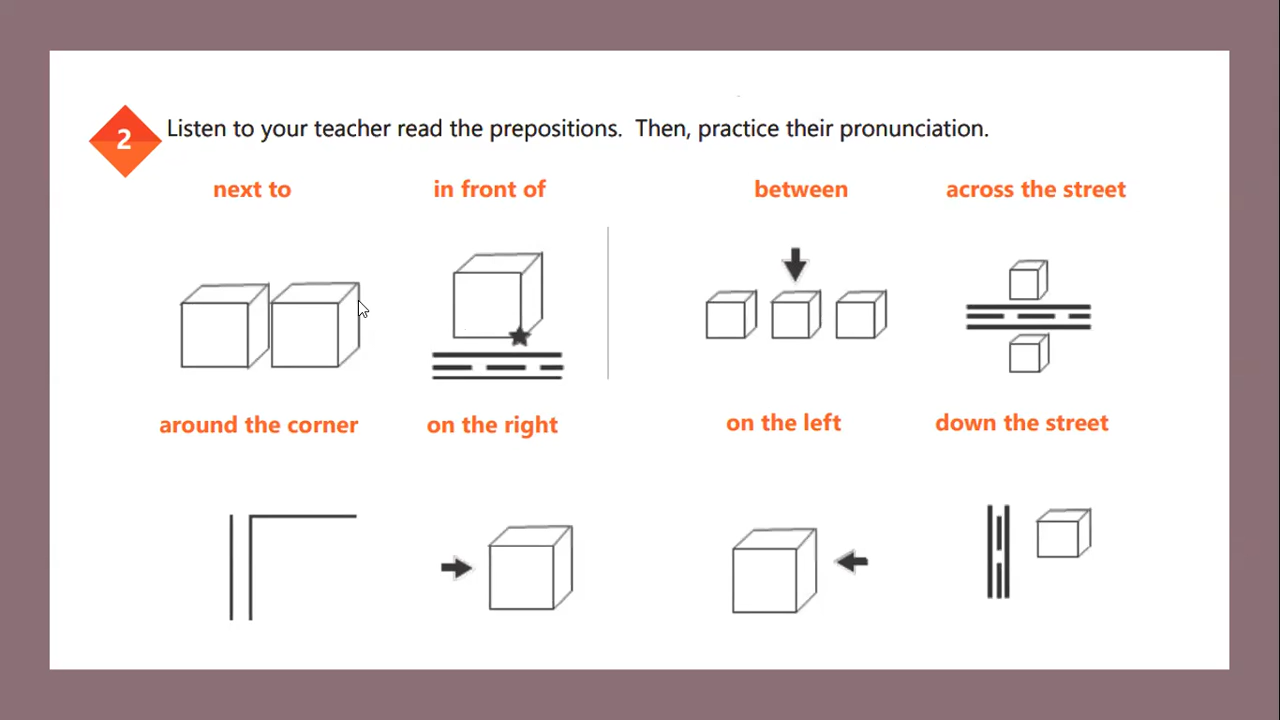 2
Listen to your teacher read the prepositions. Then, practice their pronunciation.
next to
in front of
between
across the street
around the corner
on the right
on the left
down the street